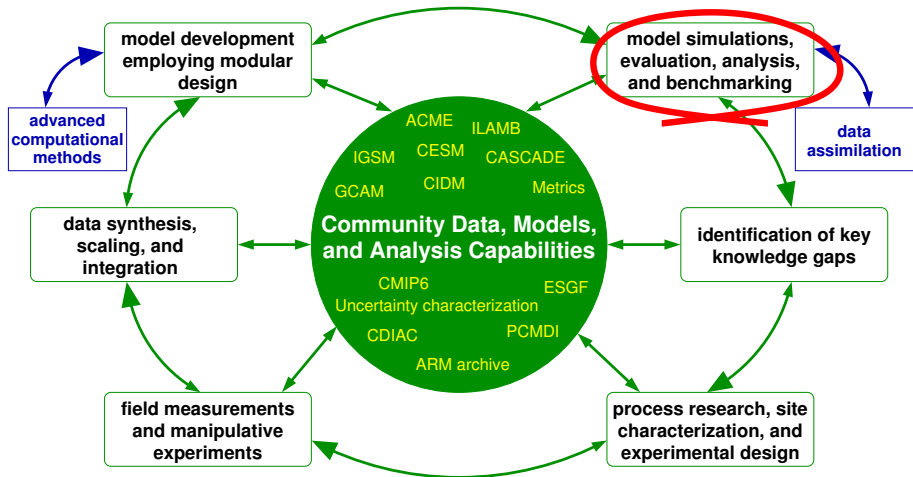 model development
employing modular
design
model simulations,
evaluation, analysis,
and benchmarking
advanced
computational
methods
data
assimilation
ACME
ILAMB
IGSM
CESM
CASCADE
GCAM
CIDM
Metrics
data synthesis,
scaling, and
integration
Community Data, Models,
and Analysis Capabilities
identification of key
knowledge gaps
CMIP6
ESGF
Uncertainty characterization
CDIAC
PCMDI
ARM archive
field measurements
and manipulative
experiments
process research, site
characterization, and
experimental design